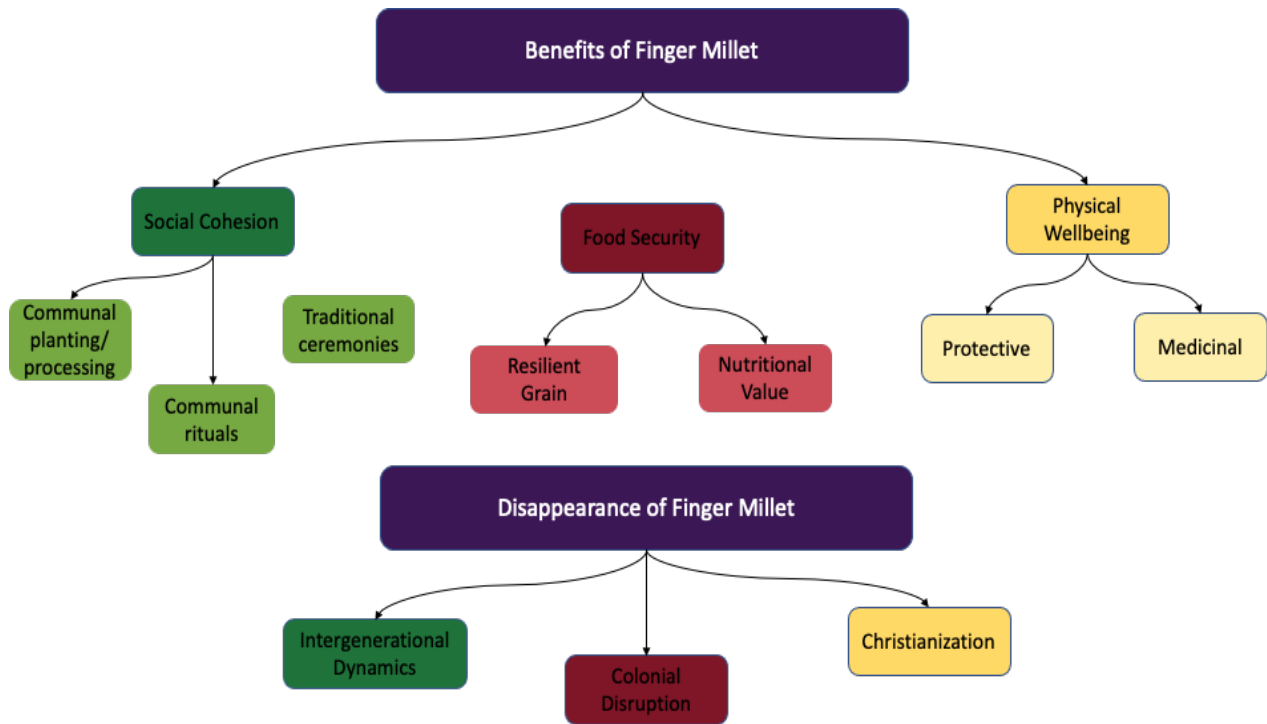 Benefits of Finger Millet
Social Cohesion
Food Security
Physical
Wellbeing
Communal
planting/
processing
Traditional
ceremonies
Communal
rituals
Resilient
Grain
Nutritional
Value
Protective
Medicinal
Disappearance of Finger Millet
Intergenerational
Dynamics
Colonial
Disruption
Christianization